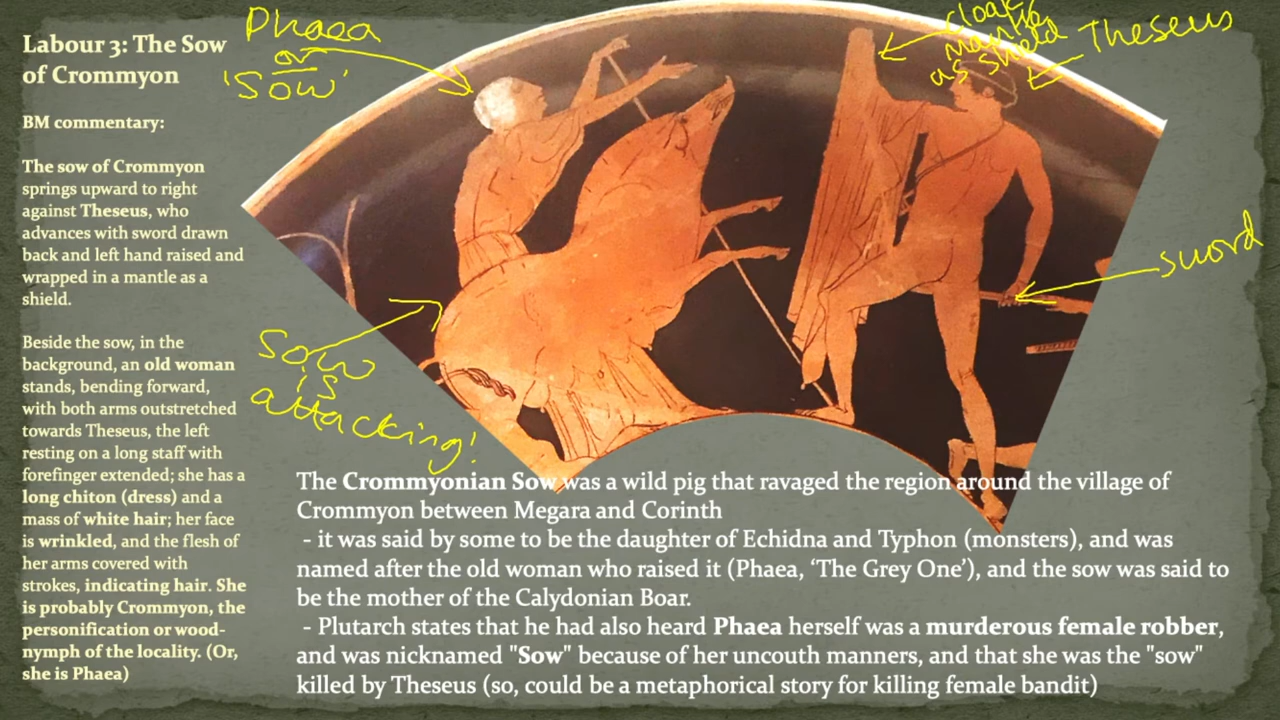 Labour 3: The Sow
of Crommyon
BM commentary:
The sow of Crommyon
springs upward to right
against Theseus, who
advances with sword drawn
back and left hand raised and
wrapped in a mantle as a
shield.
Beside the sow, in the
background, an old woman
stands, bending forward,
with both arms outstretched
towards Theseus, the left
resting on a long staff with
forefinger extended; she has a
long chiton (dress) and a
mass of white hair; her face
is wrinkled, and the flesh of
her arms covered with
strokes, indicating hair. She
is probably Crommyon, the
personification or wood-
nymph of the locality. (Or,
she is Phaea)
Phaea
or
'Sow'
cloak
mantle
as shield
Theseus
sword
Sow
is
attacking!
The Crommyonian Sow was a wild pig that ravaged the region around the village of
Crommyon between Megara and Corinth
- it was said by some to be the daughter of Echidna and Typhon (monsters), and was
named after the old woman who raised it (Phaea, ‘The Grey One’), and the sow was said to
be the mother of the Calydonian Boar.
- Plutarch states that he had also heard Phaea herself was a murderous female robber,
and was nicknamed "Sow" because of her uncouth manners, and that she was the "sow"
killed by Theseus (so, could be a metaphorical story for killing female bandit)